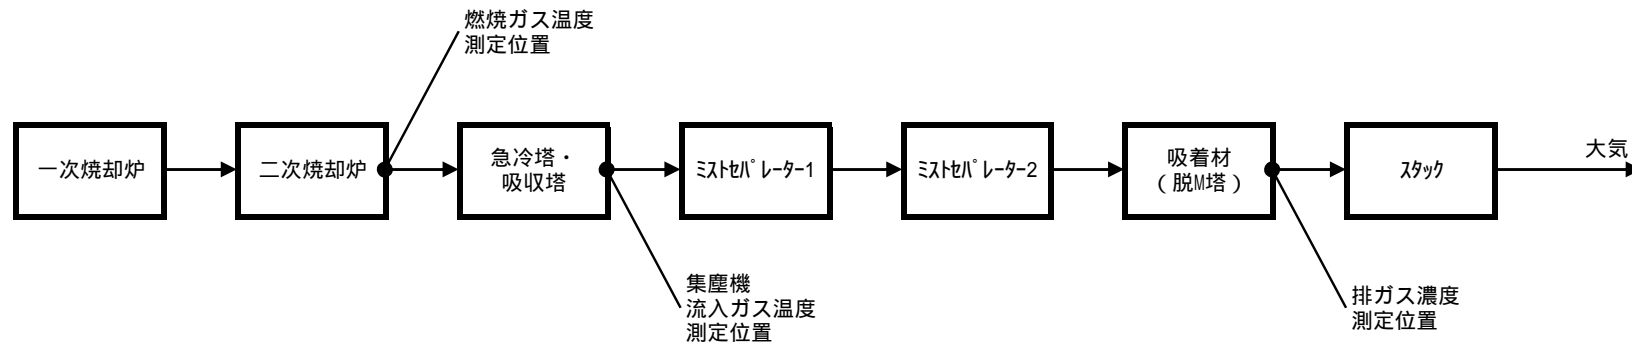 燃焼ガス温度
測定位置
一次焼却炉
二次焼却炉
急冷塔・
吸収塔
ﾐｽﾄｾﾊﾟﾚｰﾀｰ1
ﾐｽﾄｾﾊﾟﾚｰﾀｰ2
吸着材
（脱M塔）
ｽﾀｯｸ
大気
集塵機
流入ガス温度
測定位置
排ガス濃度
測定位置